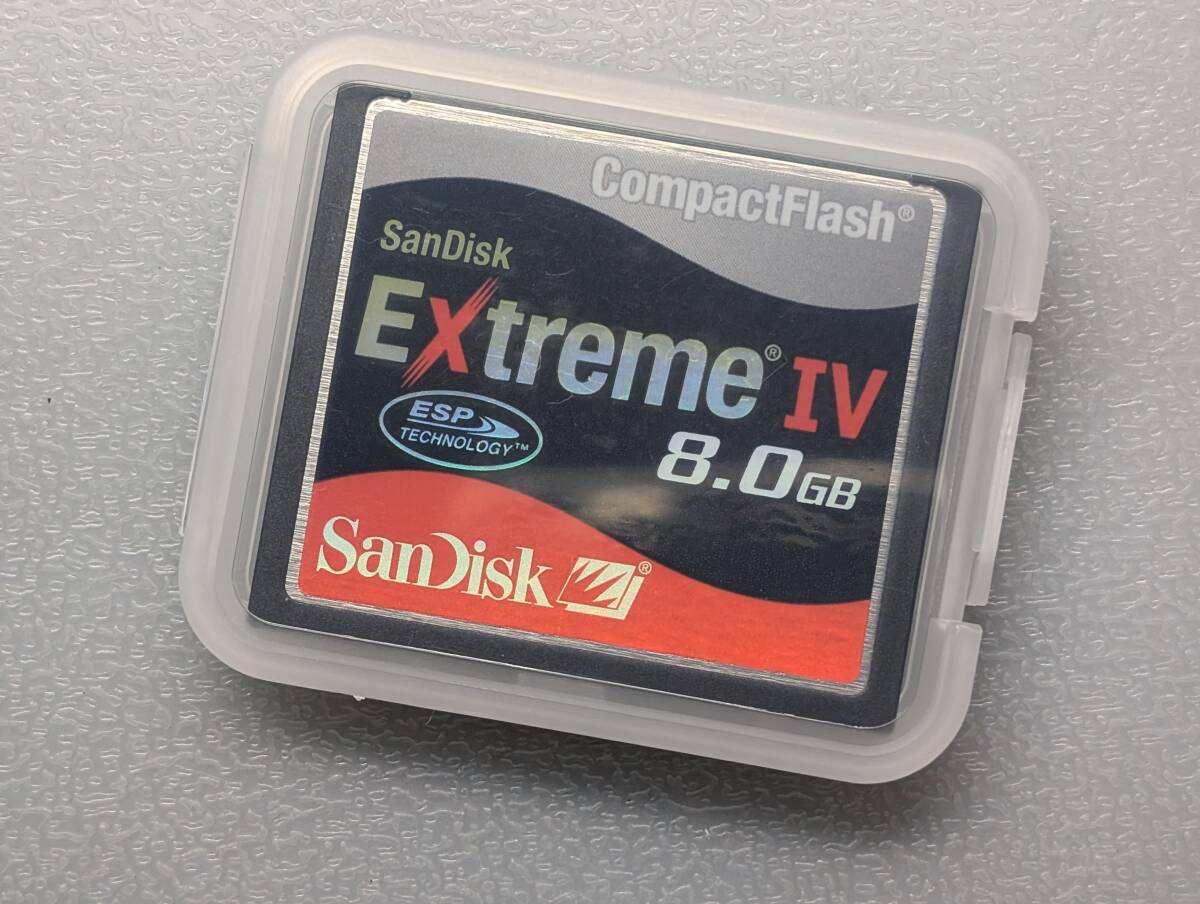 CompactFlash®
SanDisk
Extreme® IV
ESP
TECHNOLOGY™
8.0GB
SanDisk®